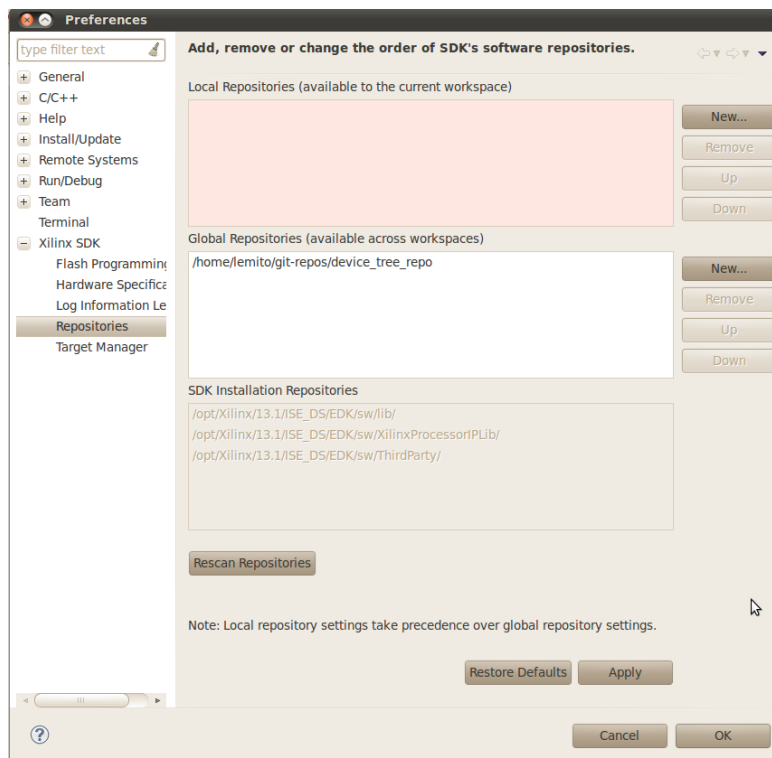 Preferences
type filter text
General
C/C++
Help
Install/Update
Remote Systems
Run/Debug
Team
Terminal
Xilinx SDK
Flash Programming
Hardware Specifica
Log Information Le
Repositories
Target Manager
Add, remove or change the order of SDK's software repositories.
Local Repositories (available to the current workspace)
New...
Remove
Up
Down
Global Repositories (available across workspaces)
/home/lemito/git-repos/device_tree_repo
New...
Remove
Up
Down
SDK Installation Repositories
/opt/Xilinx/13.1/ISE_DS/EDK/sw/lib/
/opt/Xilinx/13.1/ISE_DS/EDK/sw/XilinxProcessorIPLib/
/opt/Xilinx/13.1/ISE_DS/EDK/sw/ThirdParty/
Rescan Repositories
Note: Local repository settings take precedence over global repository settings.
Restore Defaults Apply
? Cancel OK